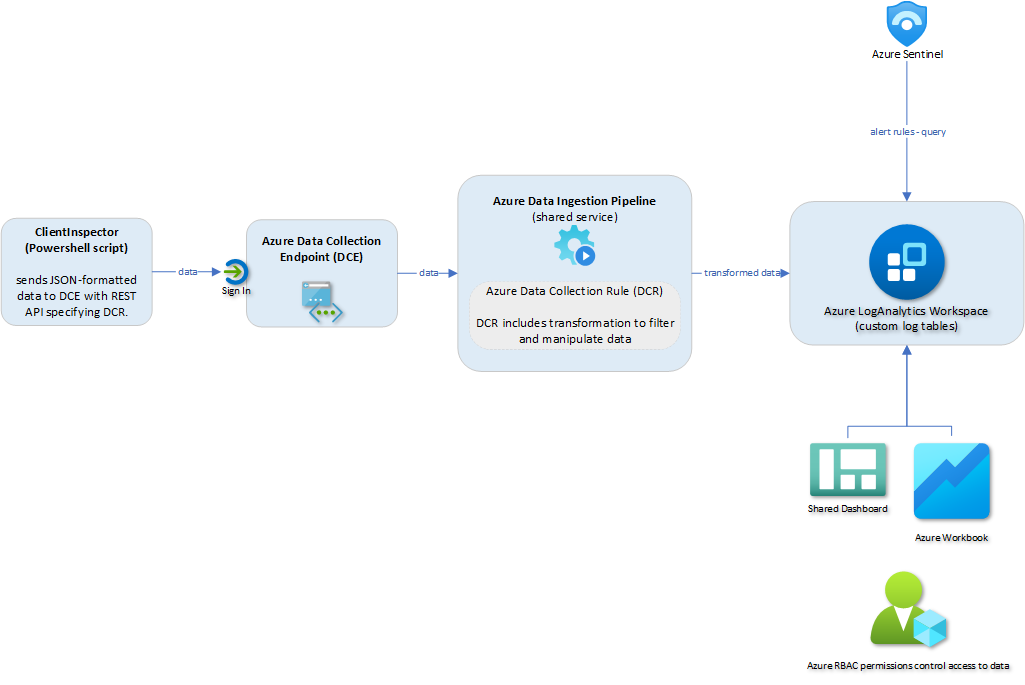 Azure Sentinel
alert rules - query
ClientInspector
(Powershell script)
sends JSON-formatted
data to DCE with REST
API specifying DCR.
data
Sign In
Azure Data Collection
Endpoint (DCE)
data
Azure Data Ingestion Pipeline
(shared service)
Azure Data Collection Rule (DCR)
DCR includes transformation to filter
and manipulate data
transformed data
Azure LogAnalytics Workspace
(custom log tables)
Shared Dashboard
Azure Workbook
Azure RBAC permissions control access to data